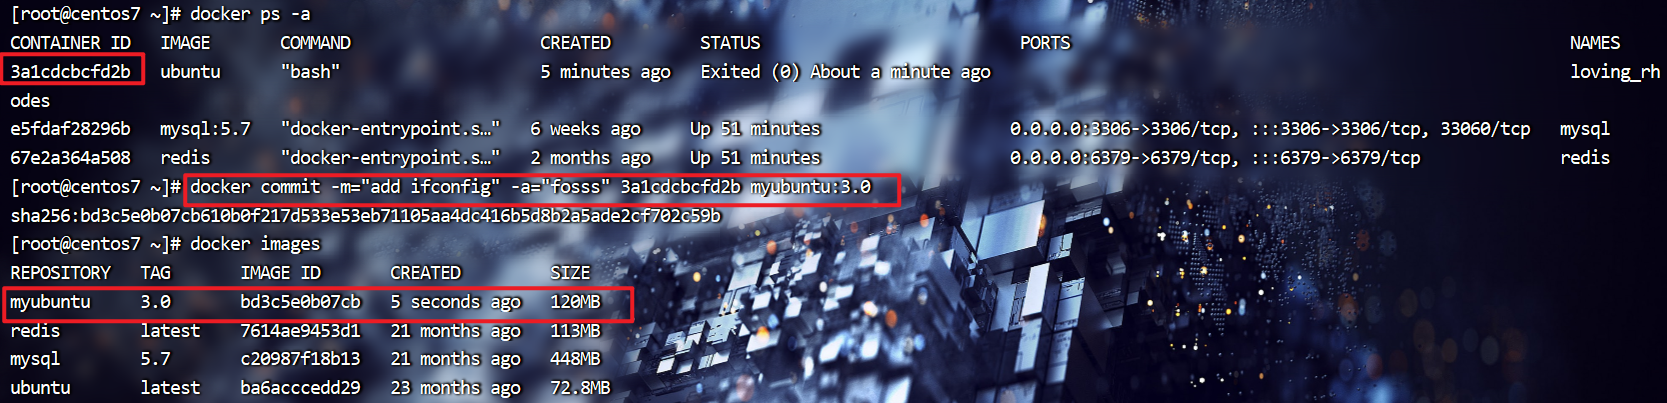 [root@centos7 ~]# docker ps -a
CONTAINER ID   IMAGE       COMMAND                   CREATED         STATUS                          PORTS                                                  NAMES
3a1cdcbcfd2b   ubuntu      "bash"                    5 minutes ago   Exited (0) About a minute ago                                                          loving_rh
odes
e5fdaf28296b   mysql:5.7   "docker-entrypoint.s…"   6 weeks ago     Up 51 minutes                   0.0.0.0:3306->3306/tcp, :::3306->3306/tcp, 33060/tcp   mysql
67e2a364a508   redis       "docker-entrypoint.s…"   2 months ago    Up 51 minutes                   0.0.0.0:6379->6379/tcp, :::6379->6379/tcp              redis
[root@centos7 ~]# docker commit -m="add ifconfig" -a="fosss" 3a1cdcbcfd2b myubuntu:3.0
sha256:bd3c5e0b07cb610b0f217d533e53eb71105aa4dc416b5d8b2a5ade2cf702c59b
[root@centos7 ~]# docker images
REPOSITORY   TAG       IMAGE ID       CREATED         SIZE
myubuntu     3.0       bd3c5e0b07cb   5 seconds ago   120MB
redis        latest    7614ae9453d1   21 months ago   113MB
mysql        5.7       c20987f18b13   21 months ago   448MB
ubuntu       latest    ba6acccedd29   23 months ago   72.8MB